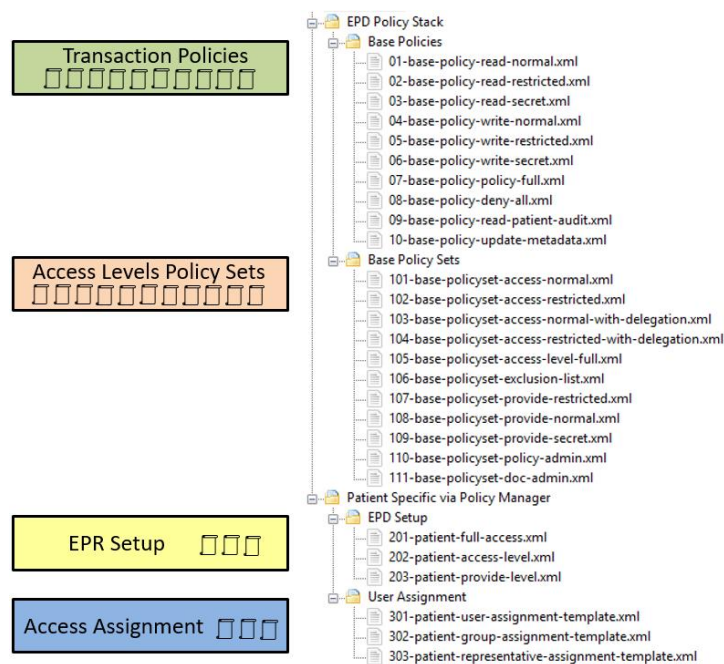 Transaction Policies
Access Levels Policy Sets
EPR Setup
Access Assignment
EPD Policy Stack
Base Policies
01-base-policy-read-normal.xml
02-base-policy-read-restricted.xml
03-base-policy-read-secret.xml
04-base-policy-write-normal.xml
05-base-policy-write-restricted.xml
06-base-policy-write-secret.xml
07-base-policy-policy-full.xml
08-base-policy-deny-all.xml
09-base-policy-read-patient-audit.xml
10-base-policy-update-metadata.xml
Base Policy Sets
101-base-policyset-access-normal.xml
102-base-policyset-access-restricted.xml
103-base-policyset-access-normal-with-delegation.xml
104-base-policyset-access-restricted-with-delegation.xml
105-base-policyset-access-level-full.xml
106-base-policyset-exclusion-list.xml
107-base-policyset-provide-restricted.xml
108-base-policyset-provide-normal.xml
109-base-policyset-provide-secret.xml
110-base-policyset-policy-admin.xml
111-base-policyset-doc-admin.xml
Patient Specific via Policy Manager
EPD Setup
201-patient-full-access.xml
202-patient-access-level.xml
203-patient-provide-level.xml
User Assignment
301-patient-user-assignment-template.xml
302-patient-group-assignment-template.xml
303-patient-representative-assignment-template.xml